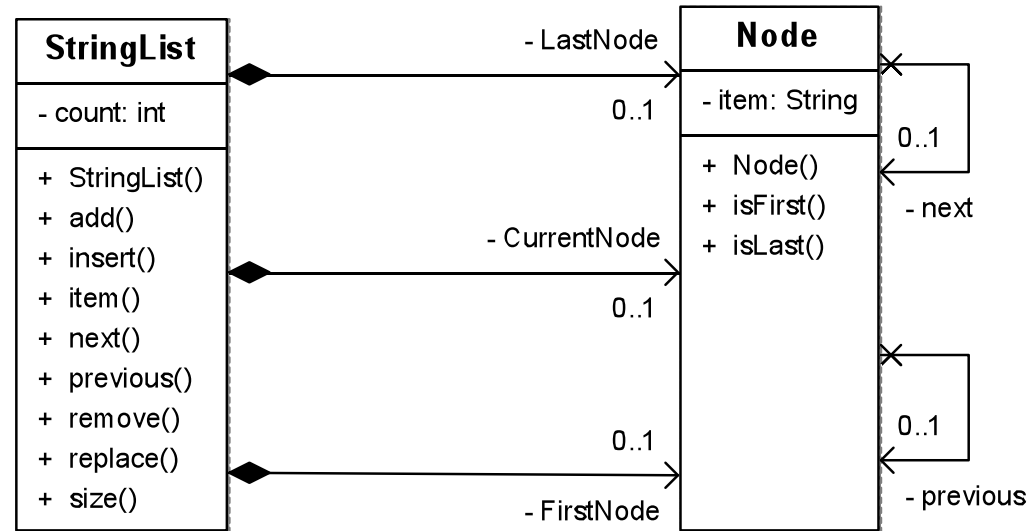 StringList
- count: int
+ StringList()
+ add()
+ insert()
+ item()
+ next()
+ previous()
+ remove()
+ replace()
+ size()
- LastNode
0..1
- CurrentNode
0..1
0..1
- FirstNode
Node
- item: String
+ Node()
+ isFirst()
+ isLast()
0..1
- next
0..1
- previous